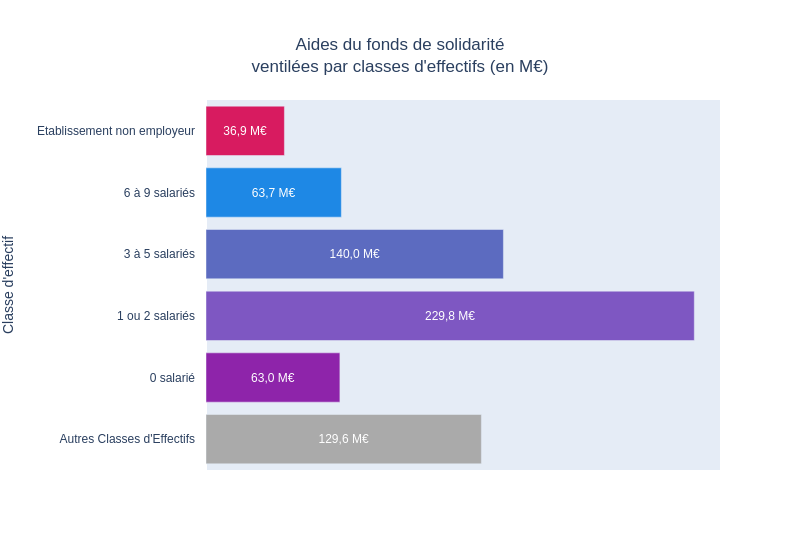 Aides du fonds de solidarité
ventilées par classes d'effectifs (en M€)
Classe d'effectif
Etablissement non employeur 36,9 M€
6 à 9 salariés 63,7 M€
3 à 5 salariés 140,0 M€
1 ou 2 salariés 229,8 M€
0 salarié 63,0 M€
Autres Classes d'Effectifs 129,6 M€